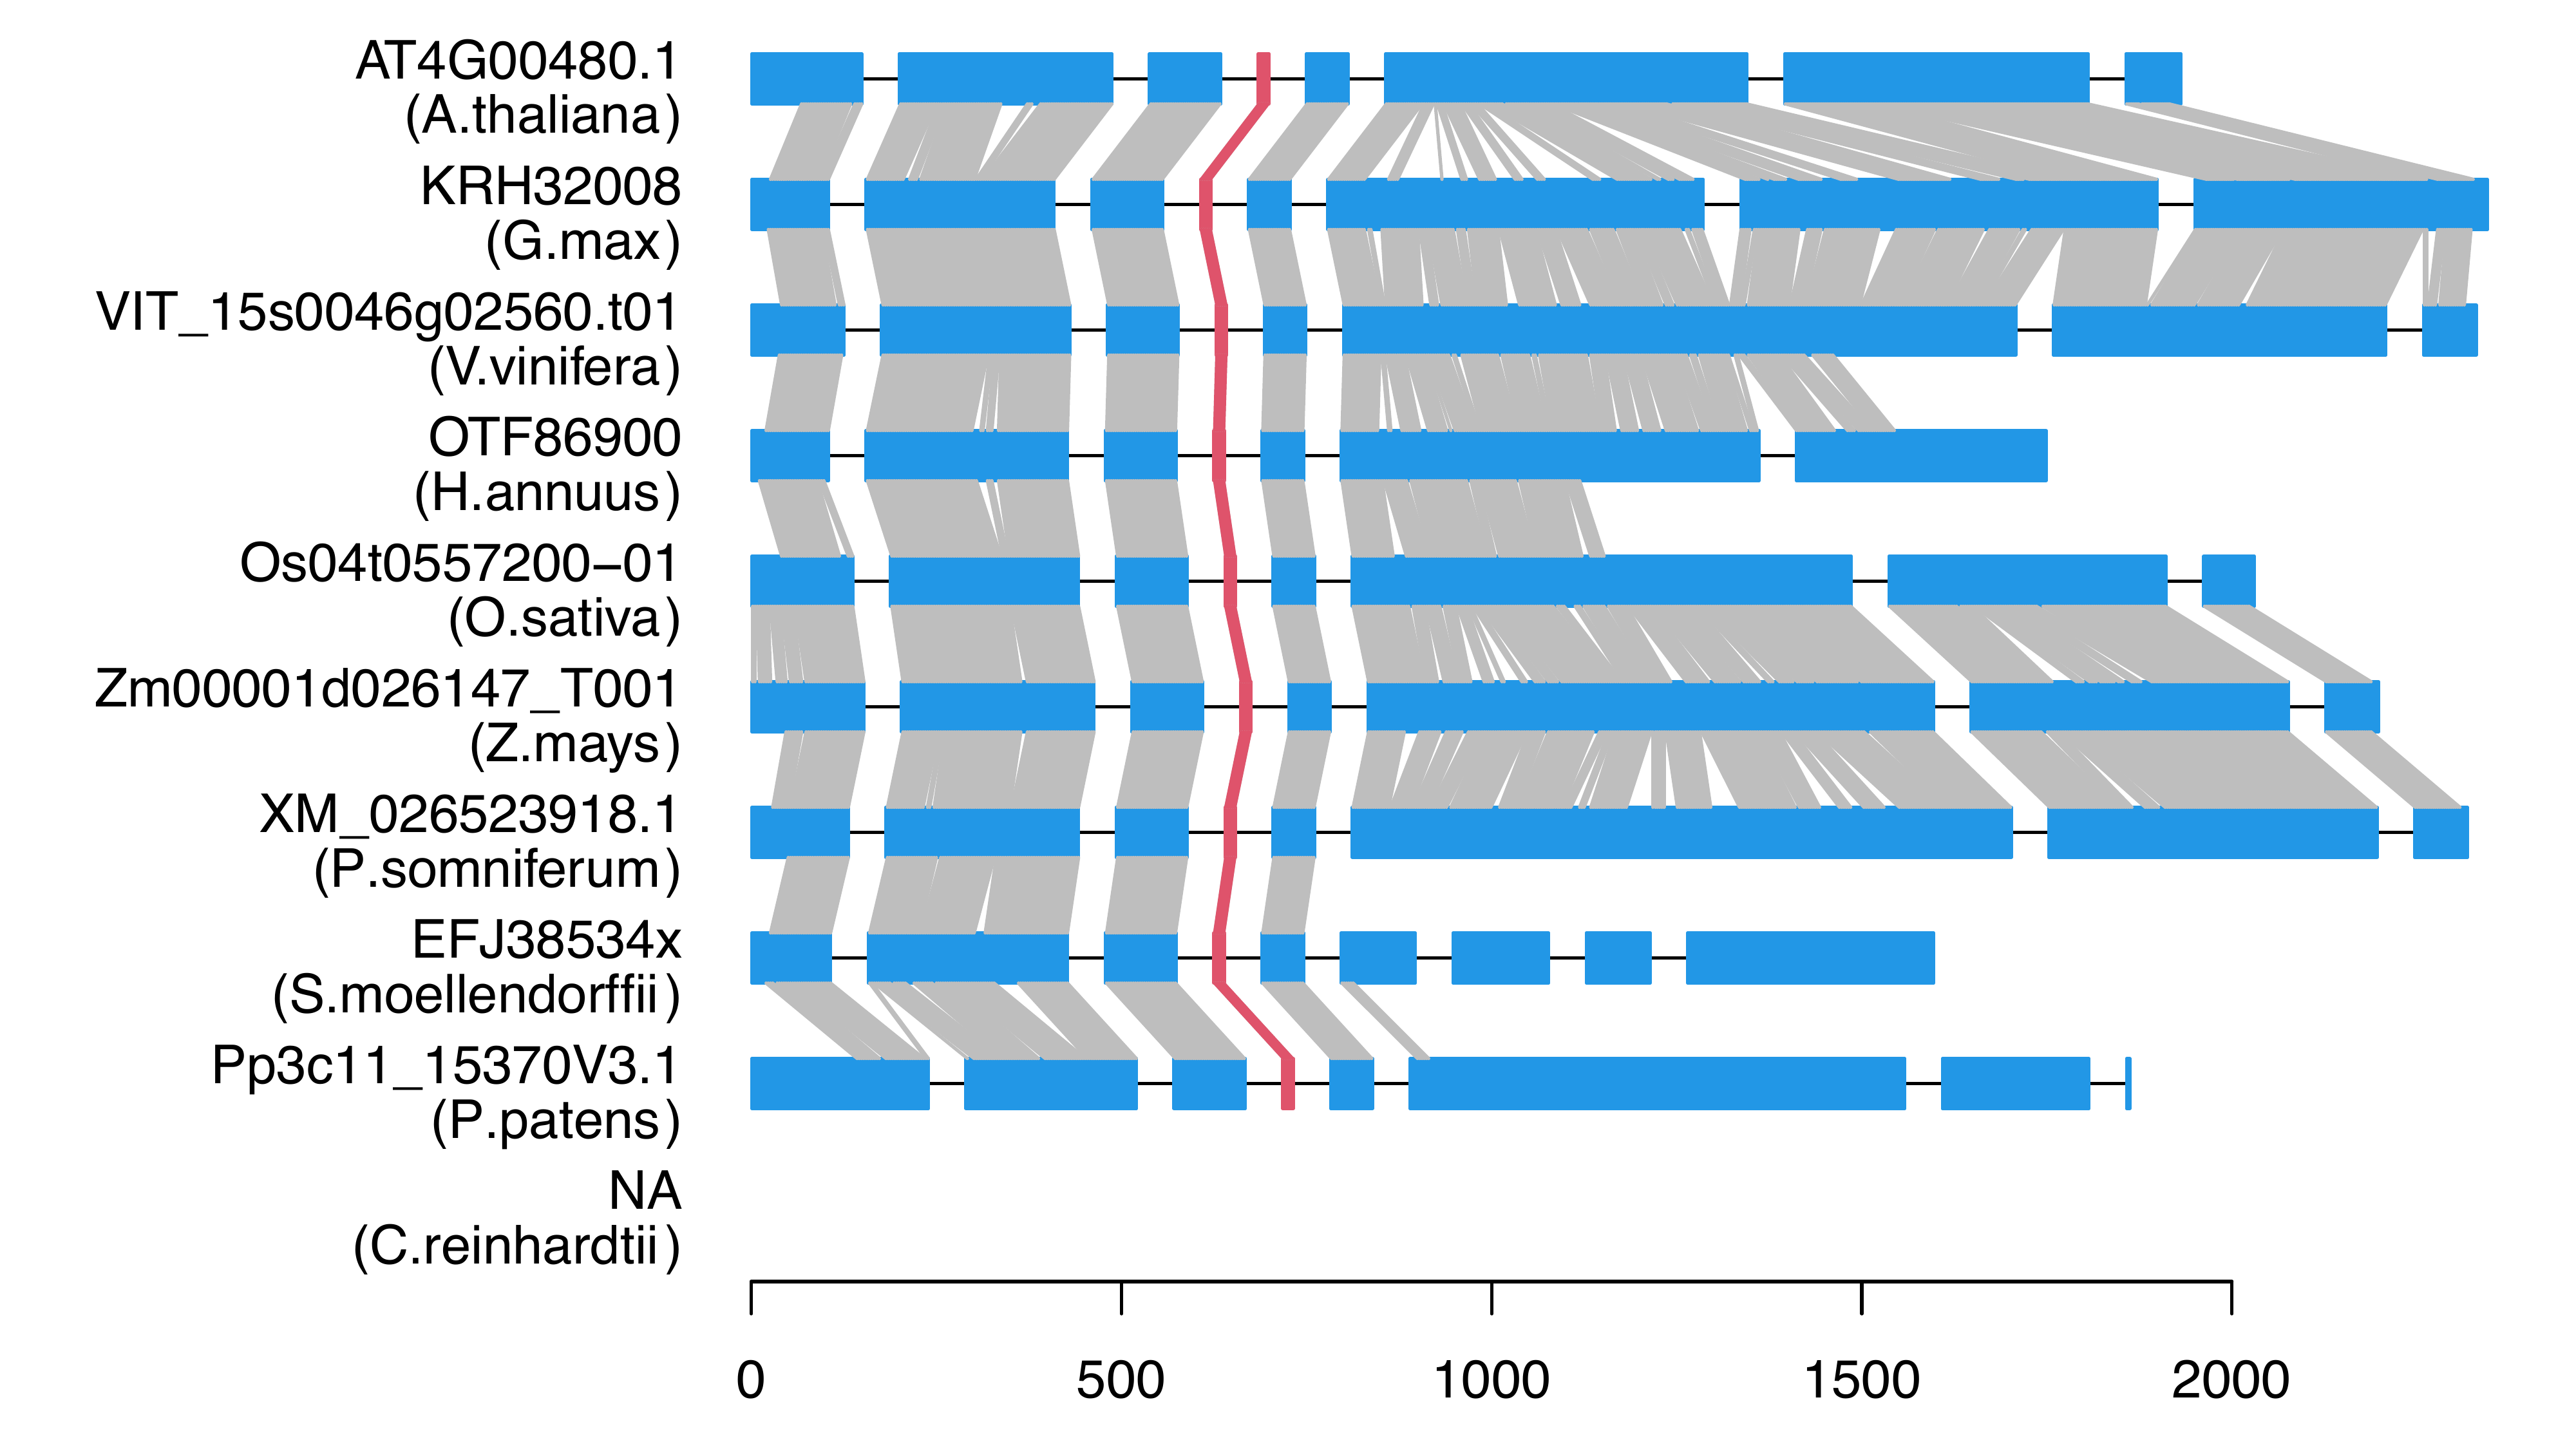 AT4G00480.1
(A.thaliana)
KRH32008
(G.max)
VIT_15s0046g02560.t01
(V.vinifera)
OTF86900
(H.annuus)
Os04t0557200−01
(O.sativa)
Zm00001d026147_T001
(Z.mays)
XM_026523918.1
(P.somniferum)
EFJ38534x
(S.moellendorffii)
Pp3c11_15370V3.1
(P.patens)
NA
(C.reinhardtii)
0 500 1000 1500 2000